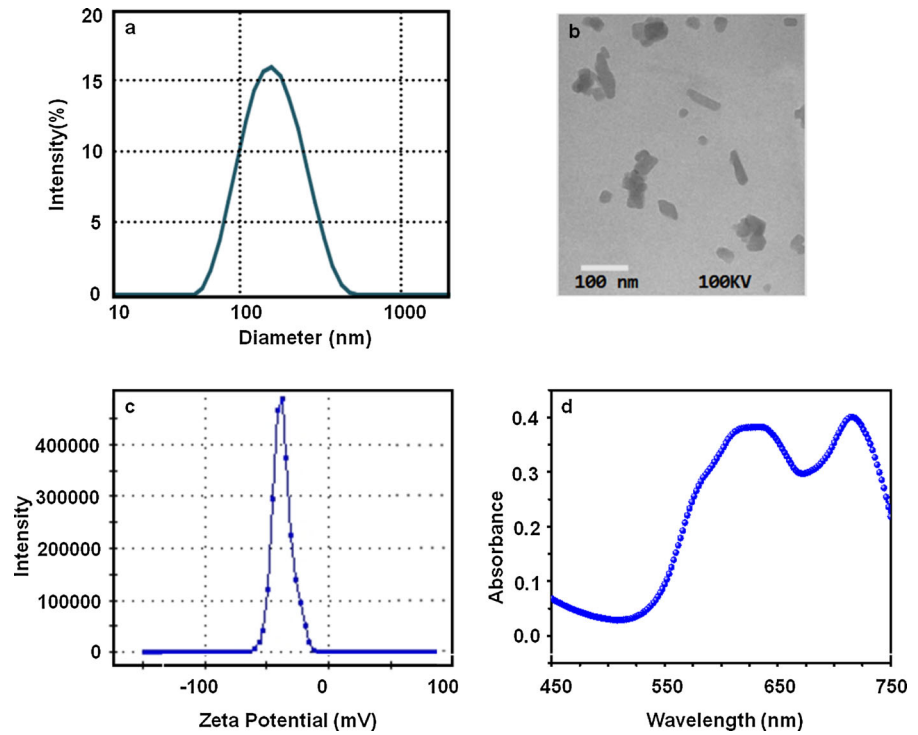 a
20
15
10
5
0
Intensity(%)
10 100 1000
Diameter (nm)
b
100 nm 100KV
c
400000
300000
200000
100000
0
Intensity
-100 0 100
Zeta Potential (mV)
d
0.4
0.3
0.2
0.1
0.0
Absorbance
450 550 650 750
Wavelength (nm)